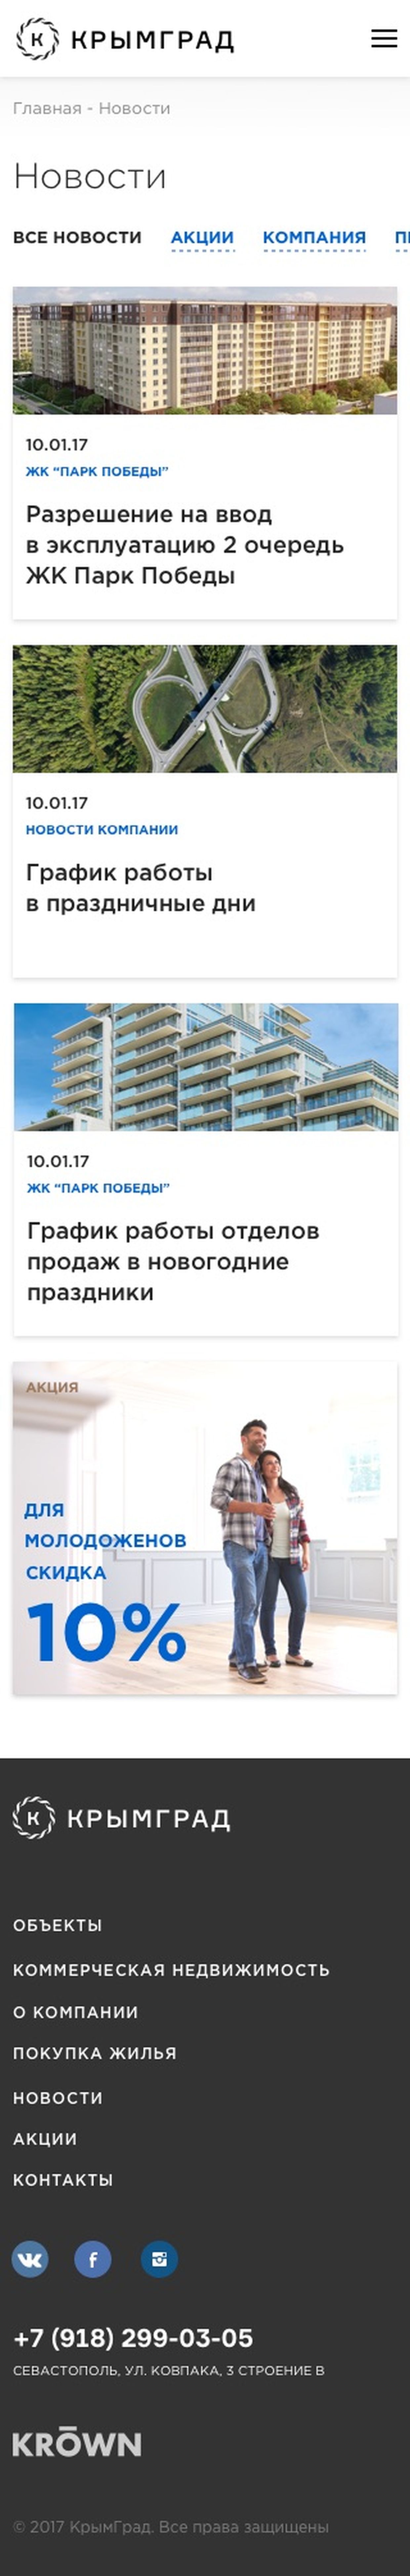 К КРЫМГРАД
Главная - Новости
Новости
ВСЕ НОВОСТИ АКЦИИ КОМПАНИЯ
10.01.17
ЖК “ПАРК ПОБЕДЫ”
Разрешение на ввод
в эксплуатацию 2 очередь
ЖК Парк Победы
10.01.17
НОВОСТИ КОМПАНИИ
График работы
в праздничные дни
10.01.17
ЖК “ПАРК ПОБЕДЫ”
График работы отделов
продаж в новогодние
праздники
АКЦИЯ
ДЛЯ
МОЛОДОЖЕНОВ
СКИДКА
10%
К КРЫМГРАД
ОБЪЕКТЫ
КОММЕРЧЕСКАЯ НЕДВИЖИМОСТЬ
О КОМПАНИИ
ПОКУПКА ЖИЛЬЯ
НОВОСТИ
АКЦИИ
КОНТАКТЫ
+7 (918) 299-03-05
СЕВАСТОПОЛЬ, УЛ. КОВПАКА, 3 СТРОЕНИЕ В
KRŌWN
© 2017 КрымГрад. Все права защищены